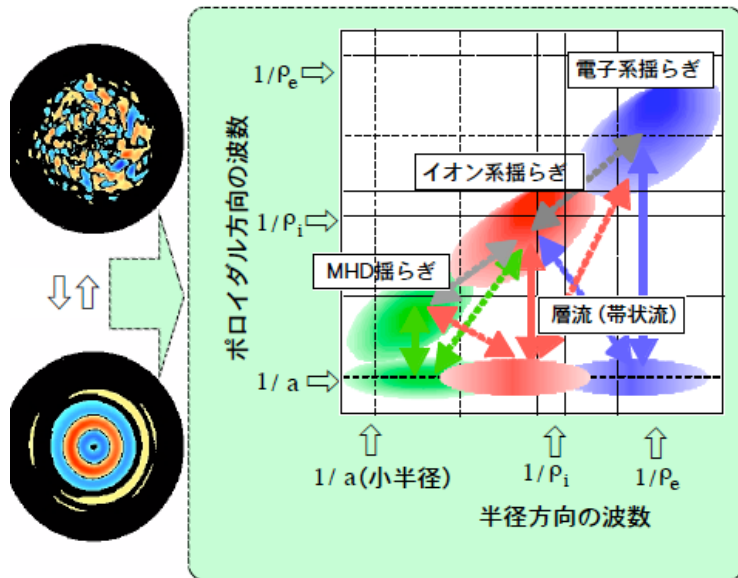 電子系揺らぎ
1/ρe
イオン系揺らぎ
1/ρi
MHD揺らぎ
層流(帯状流)
1/a
ポロイダル方向の波数
1/a(小半径)
1/ρi
1/ρe
半径方向の波数